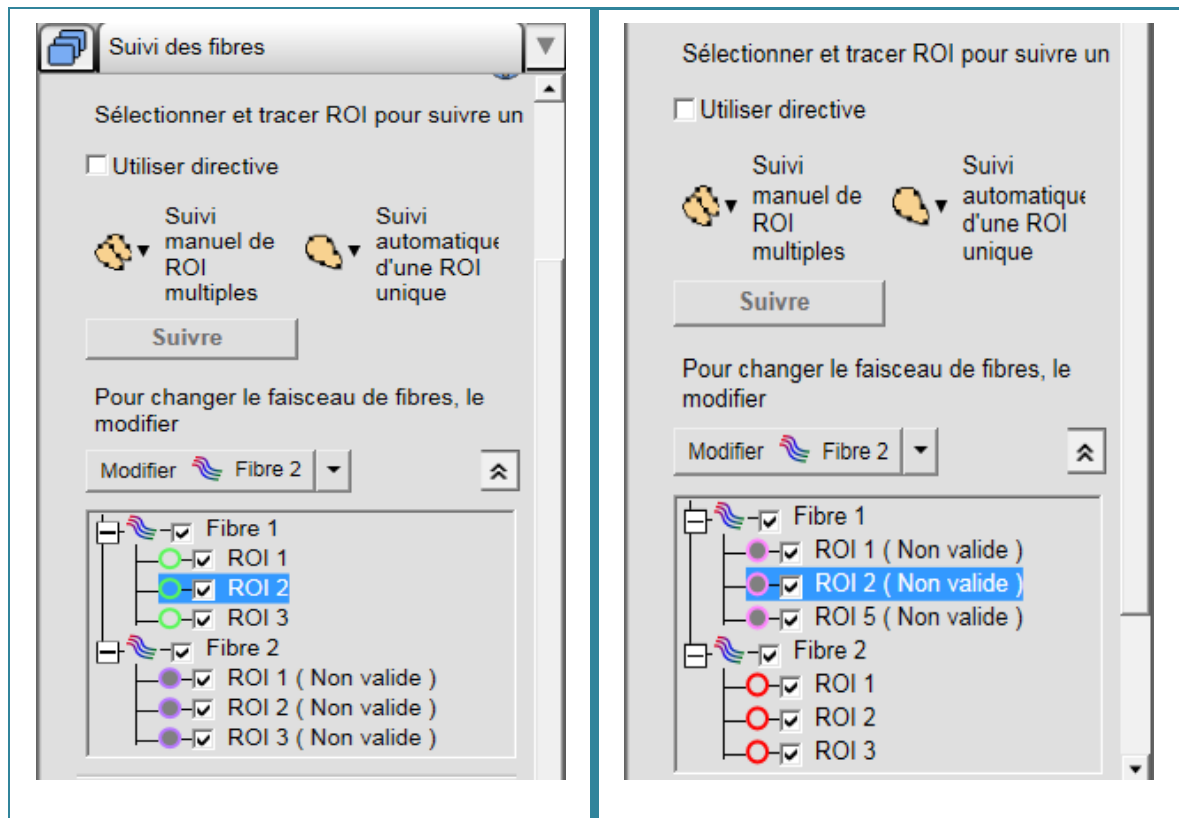 Suivi des fibres
Sélectionner et tracer ROI pour suivre un
Utiliser directive
Suivi
manuel de
ROI
multiples
Suivi
automatique
d'une ROI
unique
Suivre
Pour changer le faisceau de fibres, le
modifier
Modifier Fibre 2
Fibre 1
ROI 1
ROI 2
ROI 3
Fibre 2
ROI 1 ( Non valide )
ROI 2 ( Non valide )
ROI 3 ( Non valide )
Sélectionner et tracer ROI pour suivre un
Utiliser directive
Suivi
manuel de
ROI
multiples
Suivi
automatique
d'une ROI
unique
Suivre
Pour changer le faisceau de fibres, le
modifier
Modifier Fibre 2
Fibre 1
ROI 1 ( Non valide )
ROI 2 ( Non valide )
ROI 5 ( Non valide )
Fibre 2
ROI 1
ROI 2
ROI 3